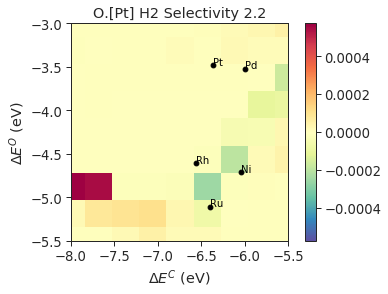 O.[Pt] H2 Selectivity 2.2
−3.0
−3.5
−4.0
−4.5
−5.0
−5.5
ΔE^O (eV)
Pt
Pd
Rh
Ni
Ru
−8.0 −7.5 −7.0 −6.5 −6.0 −5.5
ΔE^C (eV)
0.0004
0.0002
0.0000
−0.0002
−0.0004